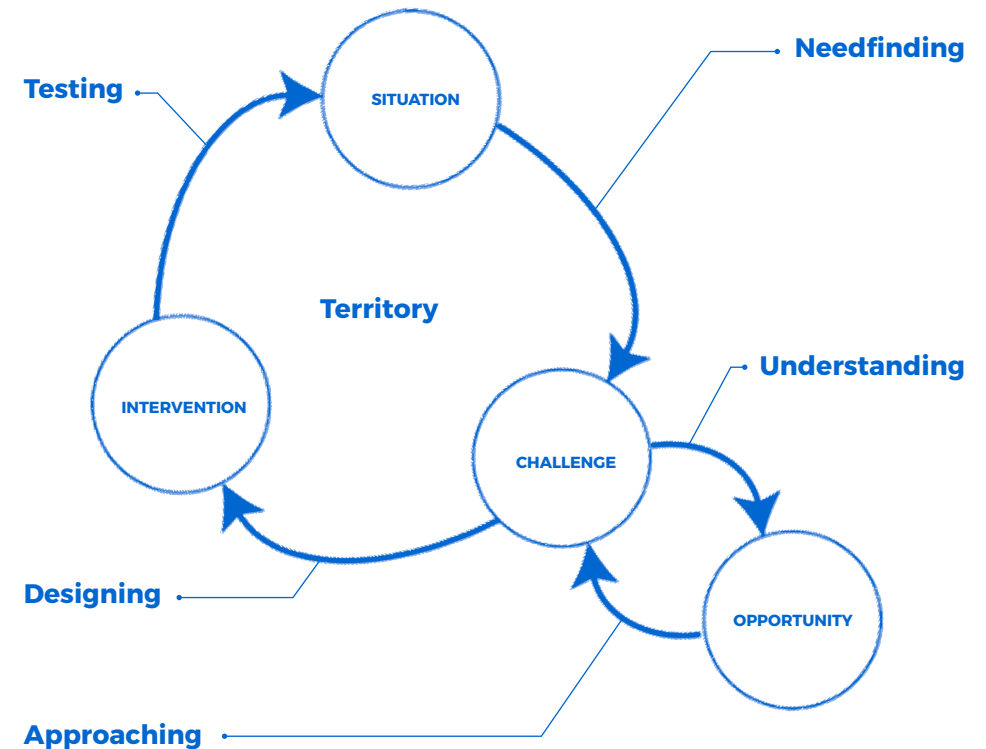 Needfinding
Testing
SITUATION
Territory
Understanding
INTERVENTION
CHALLENGE
Designing
OPPORTUNITY
Approaching